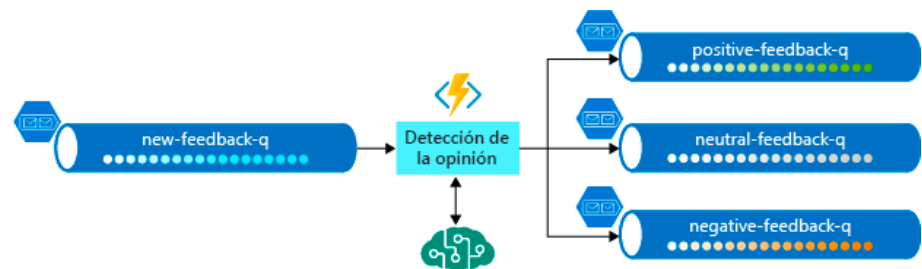 new-feedback-q
Detección de
la opinión
positive-feedback-q
neutral-feedback-q
negative-feedback-q